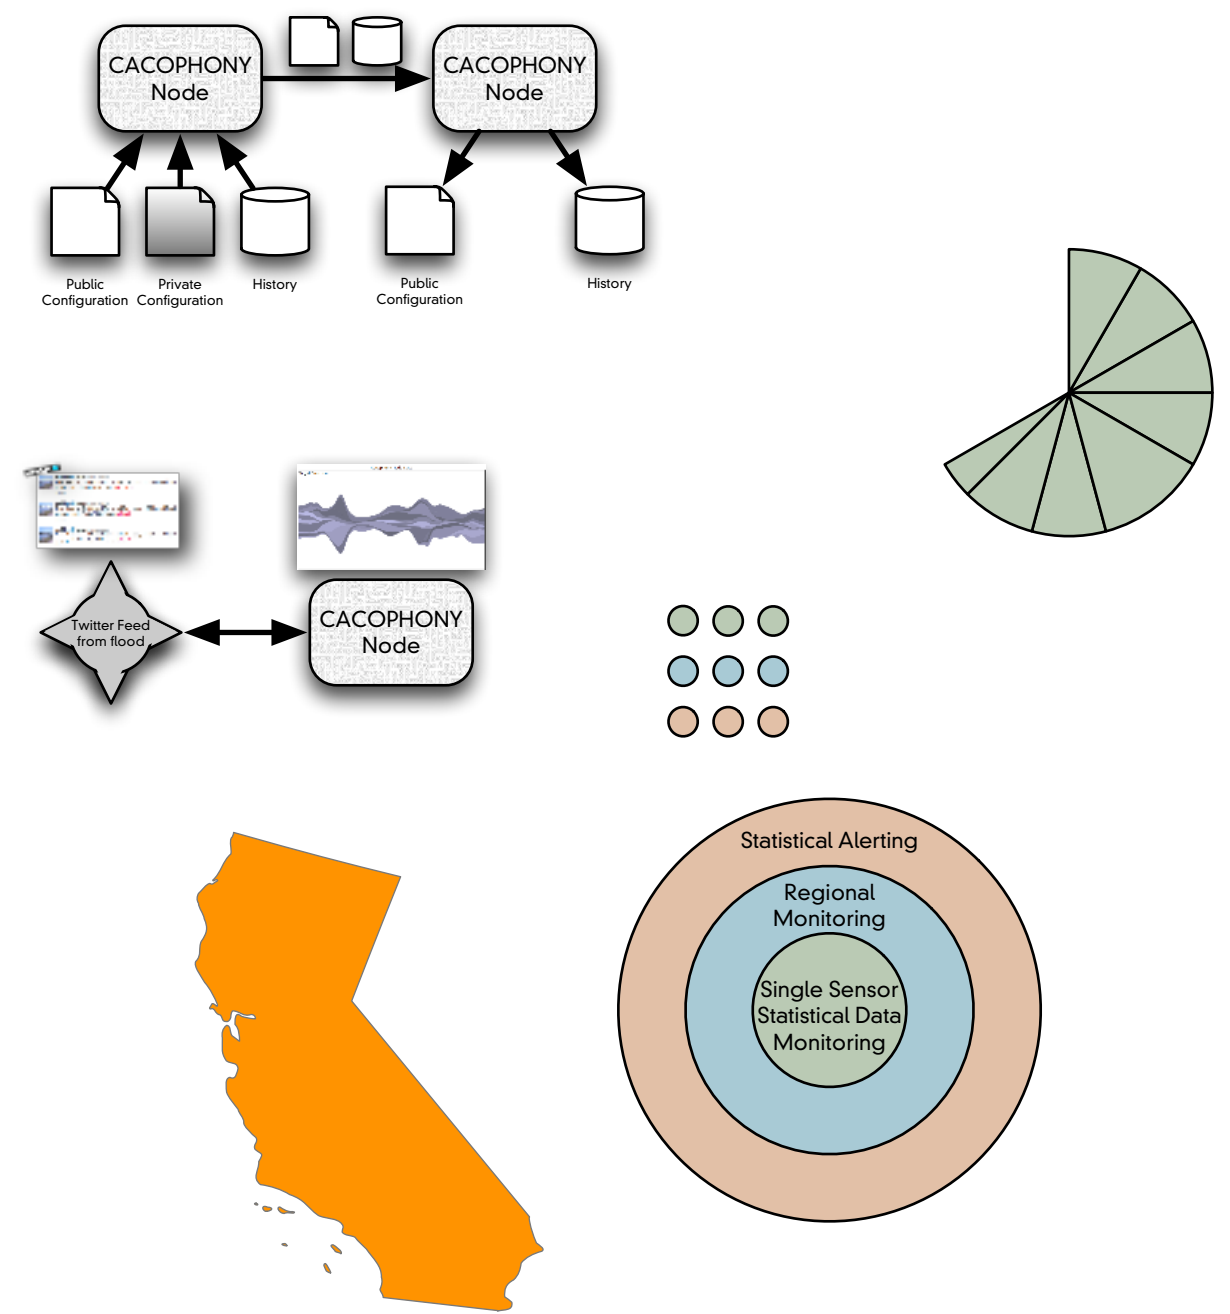 CACOPHONY
Node
CACOPHONY
Node
Public
Configuration
Private
Configuration
History
Public
Configuration
History
Twitter Feed
from flood
CACOPHONY
Node
Statistical Alerting
Regional
Monitoring
Single Sensor
Statistical Data
Monitoring